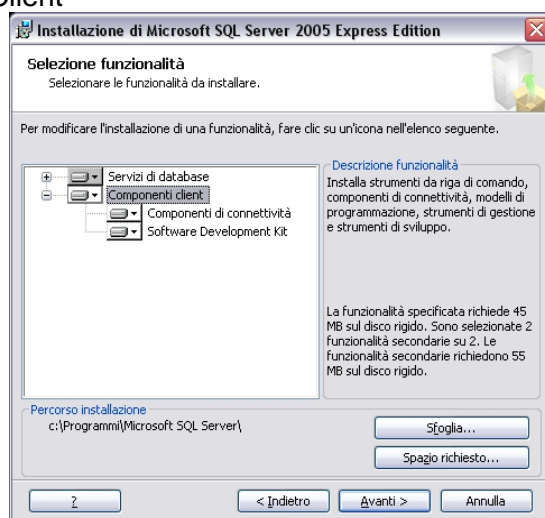 Client
Installazione di Microsoft SQL Server 2005 Express Edition
Selezione funzionalità
Selezionare le funzionalità da installare.
Per modificare l'installazione di una funzionalità, fare clic su un'icona nell'elenco seguente.
Servizi di database
Componenti client
Componenti di connettività
Software Development Kit
Descrizione funzionalità
Installa strumenti da riga di comando,
componenti di connettività, modelli di
programmazione, strumenti di gestione
e strumenti di sviluppo.
La funzionalità specificata richiede 45
MB sul disco rigido. Sono selezionate 2
funzionalità secondarie su 2. Le
funzionalità secondarie richiedono 55
MB sul disco rigido.
Percorso installazione
c:\Programmi\Microsoft SQL Server\
Sfoglia...
Spazio richiesto...
?
< Indietro
Avanti >
Annulla